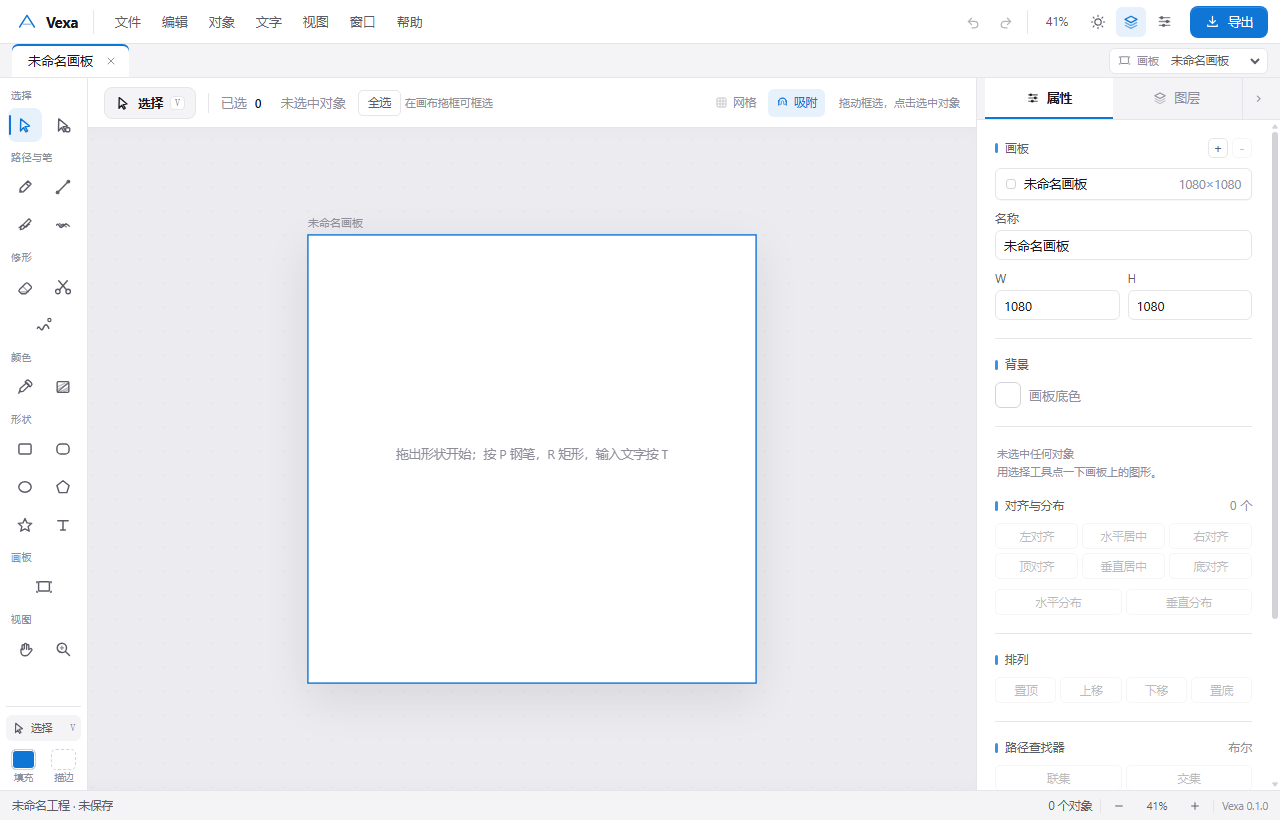 Vexa 文件 编辑 对象 文字 视图 窗口 帮助 41% 导出
未命名画板 × 画板 未命名画板
选择 V 已选 0 未选中对象 全选 在画布拖框可框选 网格 吸附 拖动框选，点击选中对象
选择
路径与笔
修形
颜色
形状
画板
视图
选择 V
填充 描边
未命名画板
拖出形状开始；按 P 钢笔，R 矩形，输入文字按 T
属性 图层
画板 + -
未命名画板 1080×1080
名称
未命名画板
W H
1080 1080
背景
画板底色
未选中任何对象
用选择工具点一下画板上的图形。
对齐与分布 0 个
左对齐 水平居中 右对齐
顶对齐 垂直居中 底对齐
水平分布 垂直分布
排列
置顶 上移 下移 置底
路径查找器 布尔
联集 交集
未命名工程 · 未保存 0 个对象 − 41% + Vexa 0.1.0